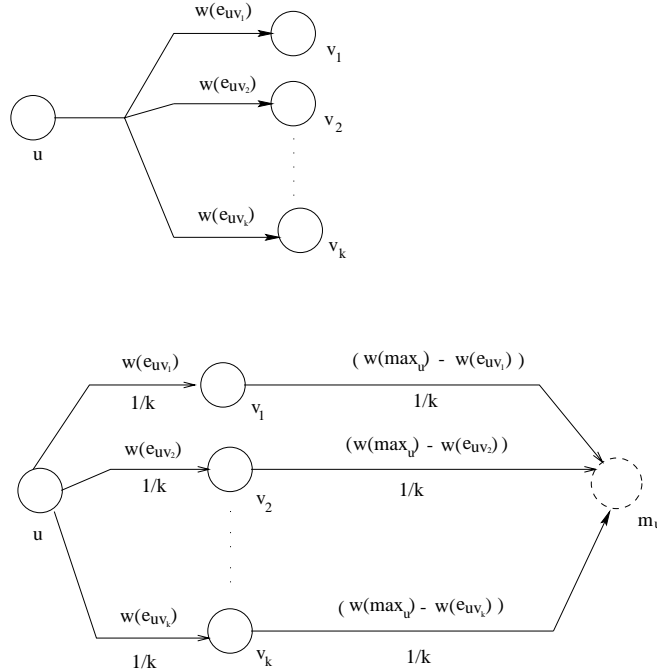 w(e_{uv_1})
v_1
w(e_{uv_2})
v_2
u
w(e_{uv_k})
v_k
w(e_{uv_1}) ( w(max_u) - w(e_{uv_1}) )
1/k v_1 1/k
w(e_{uv_2}) (w(max_u) - w(e_{uv_2}))
1/k v_2 1/k
u m_u
w(e_{uv_k}) ( w(max_u) - w(e_{uv_k}) )
1/k v_k 1/k